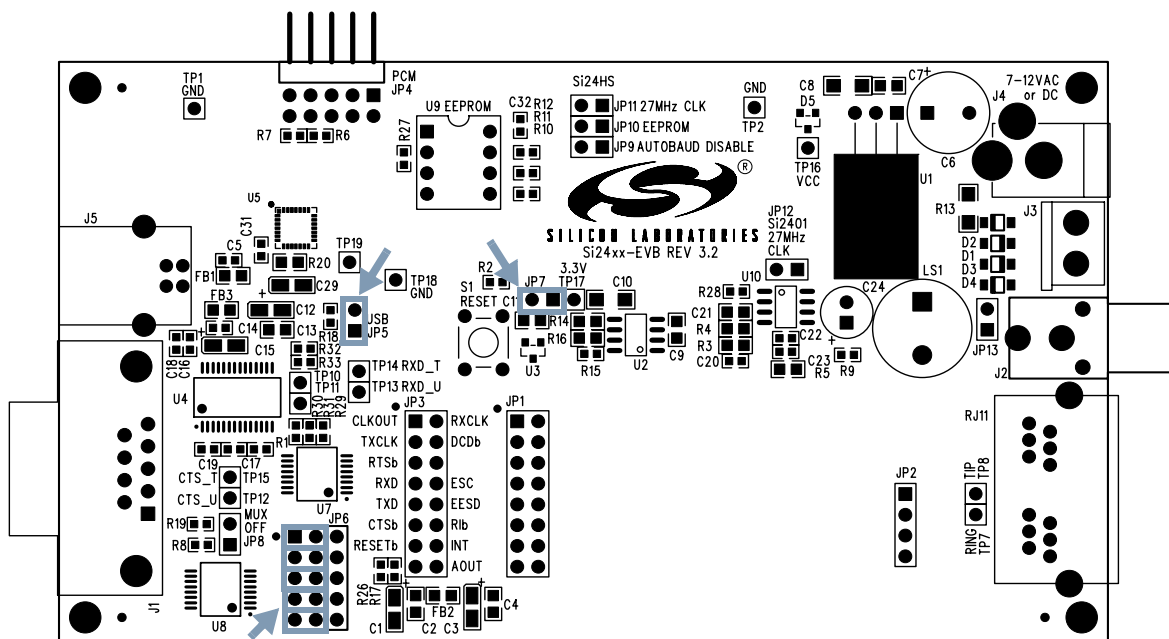 TP1
GND
PCM
JP4
R7
R6
U9 EEPROM
R27
C32
R12
R11
R10
Si24HS
JP11 27MHz CLK
JP10 EEPROM
JP9 AUTOBAUD DISABLE
GND
TP2
C8
C7
+
D5
TP16
VCC
U1
C6
7-12VAC
or DC
J4
J3
R13
D2
D1
D3
D4
®
SILICON LABORATORIES
Si24xx-EVB REV 3.2
JP12
Si2401
27MHz
CLK
U5
J5
C31
C5
FB1
R20
TP19
C29
TP18
GND
FB3
+
C12
C14
C13
C15
+
R18
USB
JP5
R2
S1
RESET
C11
JP7
3.3V
TP17
C10
R14
R16
R15
U3
U2
C9
U10
R28
C21
R4
R3
C20
C22
C23
R5
R9
C24
+
LS1
JP13
J2
C18
C16
R32
R33
TP10
TP11
R30
R31
R29
TP14 RXD_T
TP13 RXD_U
U4
R1
C19
C17
CTS_T
TP15
CTS_U
TP12
MUX
OFF
JP8
R19
R8
U7
JP6
U8
J1
JP3
CLKOUT
RXCLK
TXCLK
DCDb
RTSb
RXD
ESC
TXD
EESD
CTSb
RIb
RESETb
INT
AOUT
JP1
R26
R17
C1
+
C2
FB2
C3
+
C4
JP2
RJ11
TIP
TP8
RING
TP7